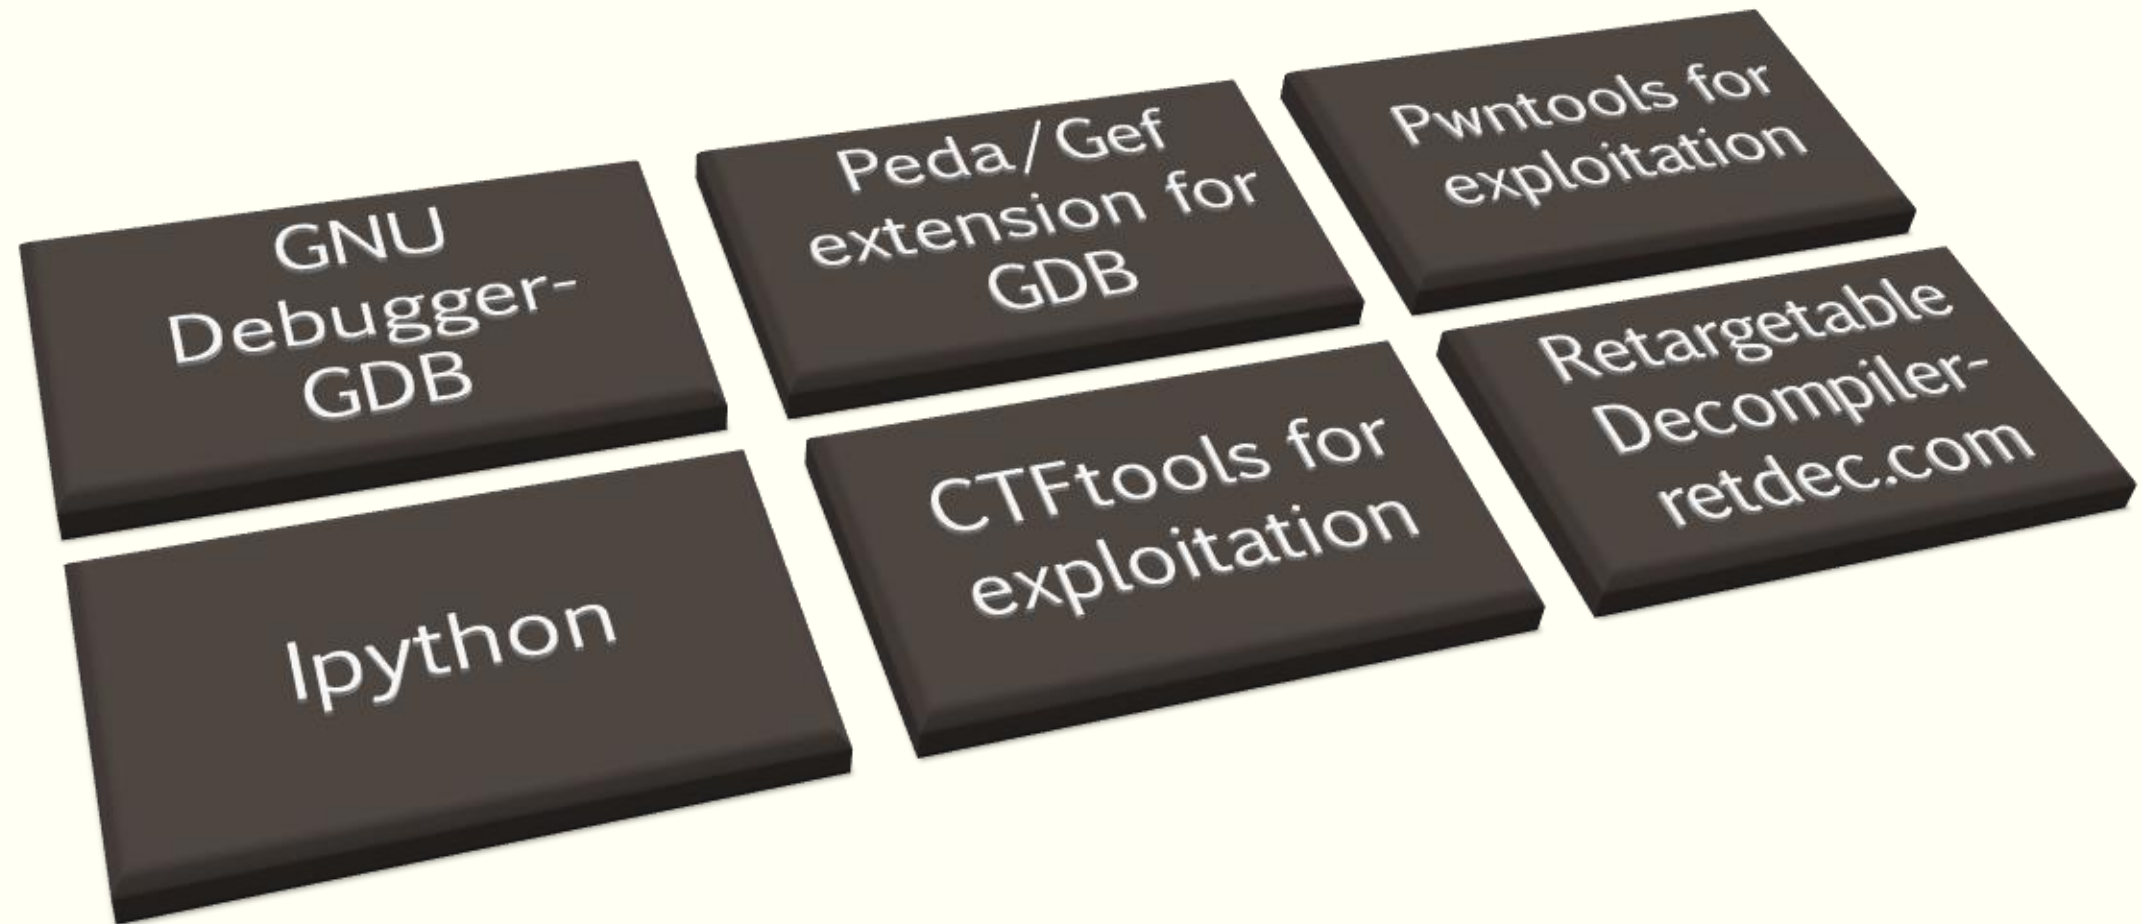 GNU
Debugger-
GDB
Peda/Gef
extension for
GDB
Pwntools for
exploitation
Ipython
CTFtools for
exploitation
Retargetable
Decompiler-
retdec.com